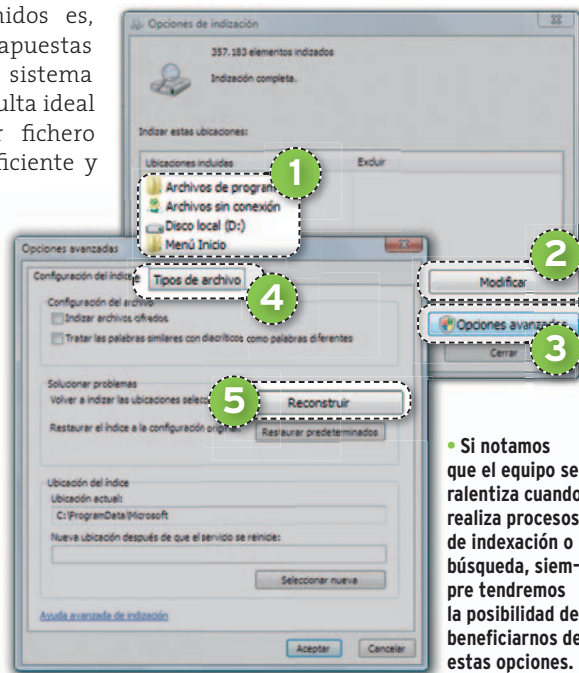 nidos es,
apuestas
sistema
ulta ideal
r fichero
ficiente y
Opciones de indización
357.183 elementos indizados
Indización completa.
Indizar estas ubicaciones:
Ubicaciones incluidas Excluir
1
Archivos de program
Archivos sin conexión
Disco local (D:)
Menú Inicio
2
Modificar
Opciones avanzad
3
Cerrar
Opciones avanzadas
Configuración del índice Tipos de archivo
4
Configuración del archivo
Indizar archivos cifrados
Tratar las palabras similares con diacríticos como palabras diferentes
Solucionar problemas
Volver a indizar las ubicaciones selecc
5
Reconstruir
Restaurar el índice a la configuración original
Restaurar predeterminados
Ubicación del índice
Ubicación actual:
C:\ProgramData\Microsoft
Nueva ubicación después de que el servicio se reinicie:
Seleccionar nueva
Ayuda avanzada de indización
Aceptar Cancelar
• Si notamos
que el equipo se
ralentiza cuando
realiza procesos
de indexación o
búsqueda, siem-
pre tendremos
la posibilidad de
beneficiarnos de
estas opciones.